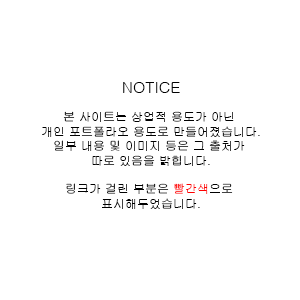 NOTICE
본 사이트는 상업적 용도가 아닌
개인 포트폴라오 용도로 만들어졌습니다.
일부 내용 및 이미지 등은 그 출처가
따로 있음을 밝힙니다.
링크가 걸린 부분은 빨간색으로
표시해두었습니다.